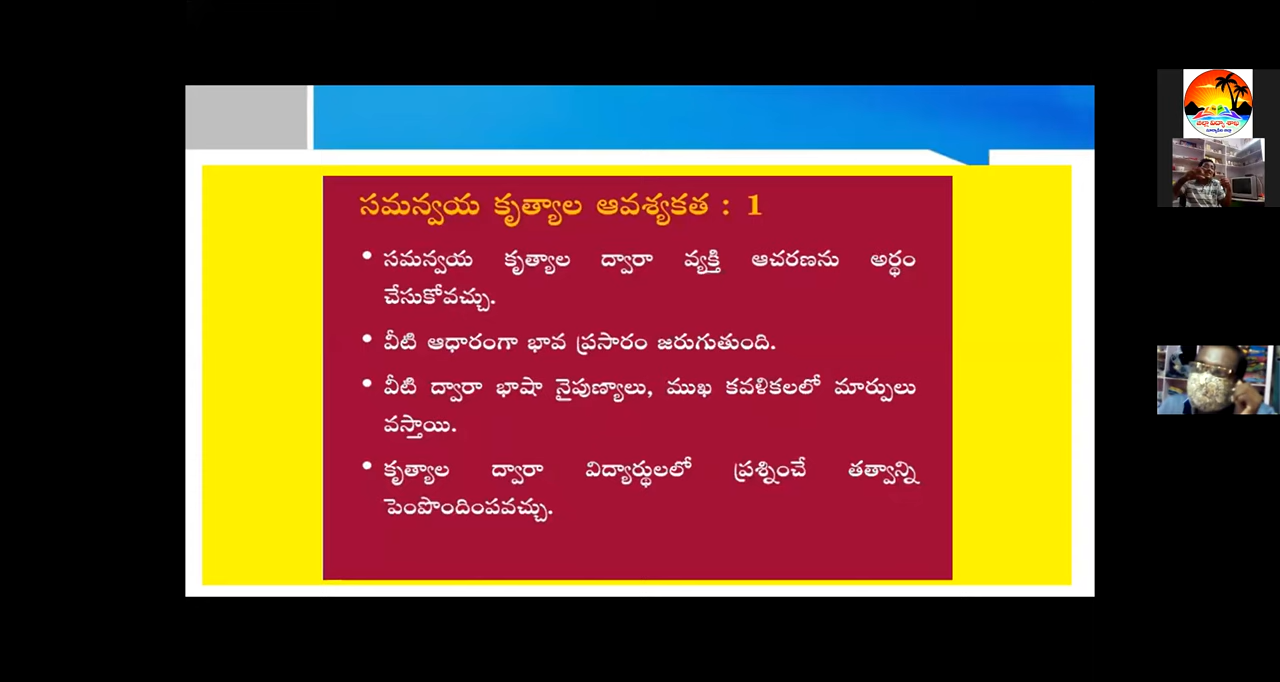 సమన్వయ కృత్యాల ఆవశ్యకత : 1
• సమన్వయ కృత్యాల ద్వారా వ్యక్తి ఆచరణను అర్థం
చేసుకోవచ్చు.
• వీటి ఆధారంగా భావ ప్రసారం జరుగుతుంది.
• వీటి ద్వారా భాషా నైపుణ్యాలు, ముఖ కవళికలలో మార్పులు
వస్తాయి.
• కృత్యాల ద్వారా విద్యార్థులలో ప్రశ్నించే తత్వాన్ని
పెంపొందింపవచ్చు.